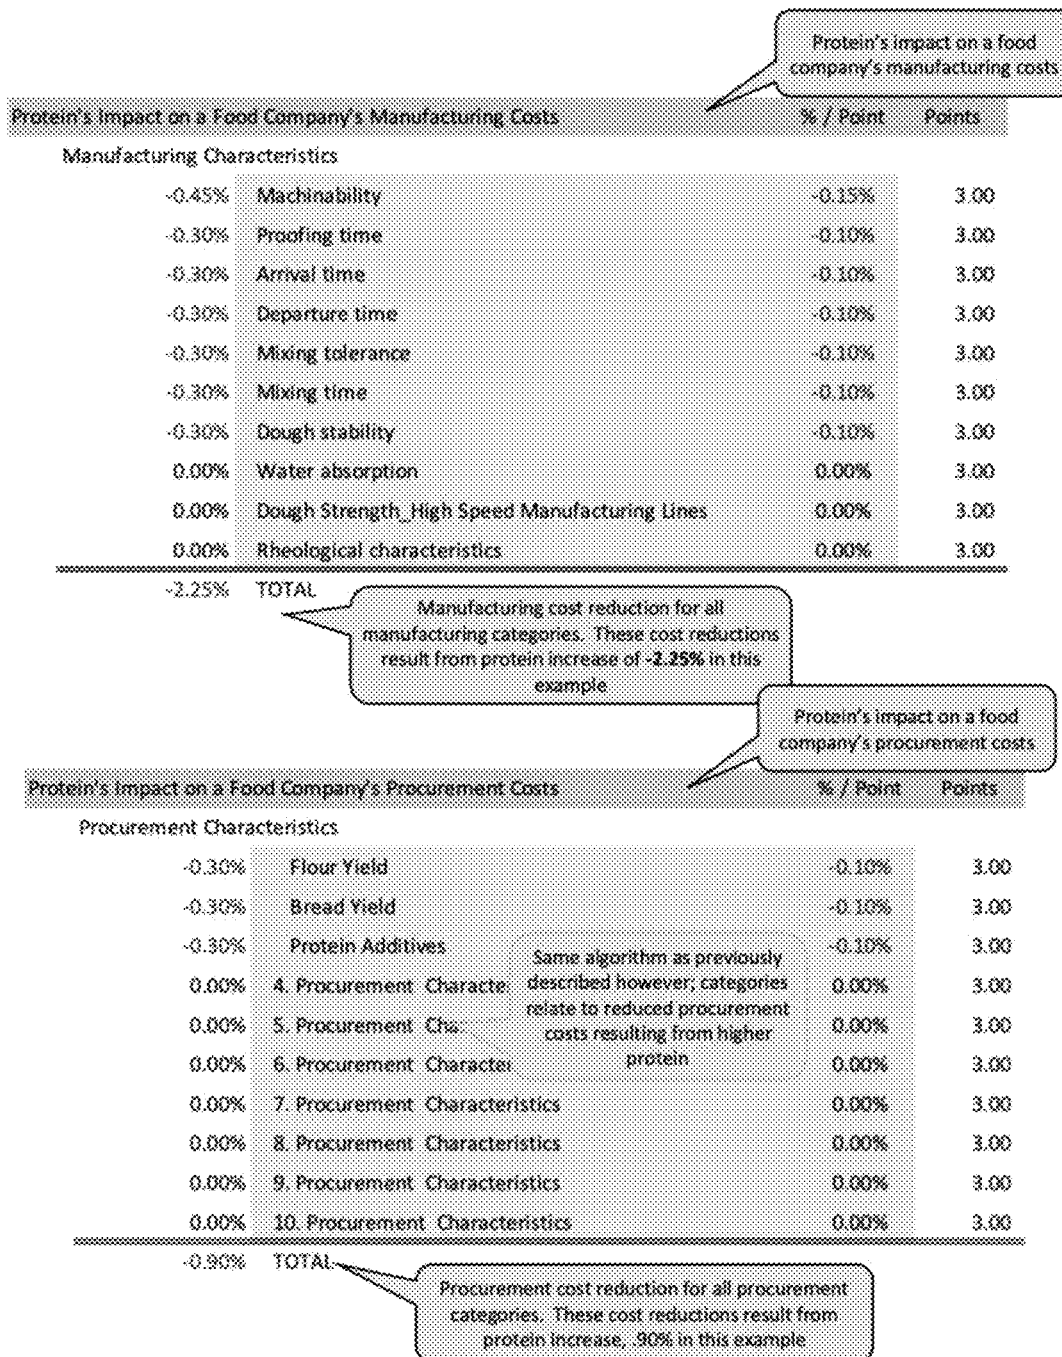 Protein's impact on a food
company's manufacturing costs
Protein's Impact on a Food Company's Manufacturing Costs % / Point Points
Manufacturing Characteristics
-0.45% Machinability -0.15% 3.00
-0.30% Proofing time -0.10% 3.00
-0.30% Arrival time -0.10% 3.00
-0.30% Departure time -0.10% 3.00
-0.30% Mixing tolerance -0.10% 3.00
-0.30% Mixing time -0.10% 3.00
-0.30% Dough stability -0.10% 3.00
0.00% Water absorption 0.00% 3.00
0.00% Dough Strength_High Speed Manufacturing Lines 0.00% 3.00
0.00% Rheological characteristics 0.00% 3.00
-2.25% TOTAL
Manufacturing cost reduction for all
manufacturing categories. These cost reductions
result from protein increase of -2.25% in this
example
Protein's impact on a food
company's procurement costs
Protein's Impact on a Food Company's Procurement Costs % / Point Points
Procurement Characteristics
-0.30% Flour Yield -0.10% 3.00
-0.30% Bread Yield -0.10% 3.00
-0.30% Protein Additives -0.10% 3.00
0.00% 4. Procurement Characte 0.00% 3.00
0.00% 5. Procurement Cha 0.00% 3.00
0.00% 6. Procurement Character 0.00% 3.00
Same algorithm as previously
described however; categories
relate to reduced procurement
costs resulting from higher
protein
0.00% 7. Procurement Characteristics 0.00% 3.00
0.00% 8. Procurement Characteristics 0.00% 3.00
0.00% 9. Procurement Characteristics 0.00% 3.00
0.00% 10. Procurement Characteristics 0.00% 3.00
-0.90% TOTAL
Procurement cost reduction for all procurement
categories. These cost reductions result from
protein increase, .90% in this example